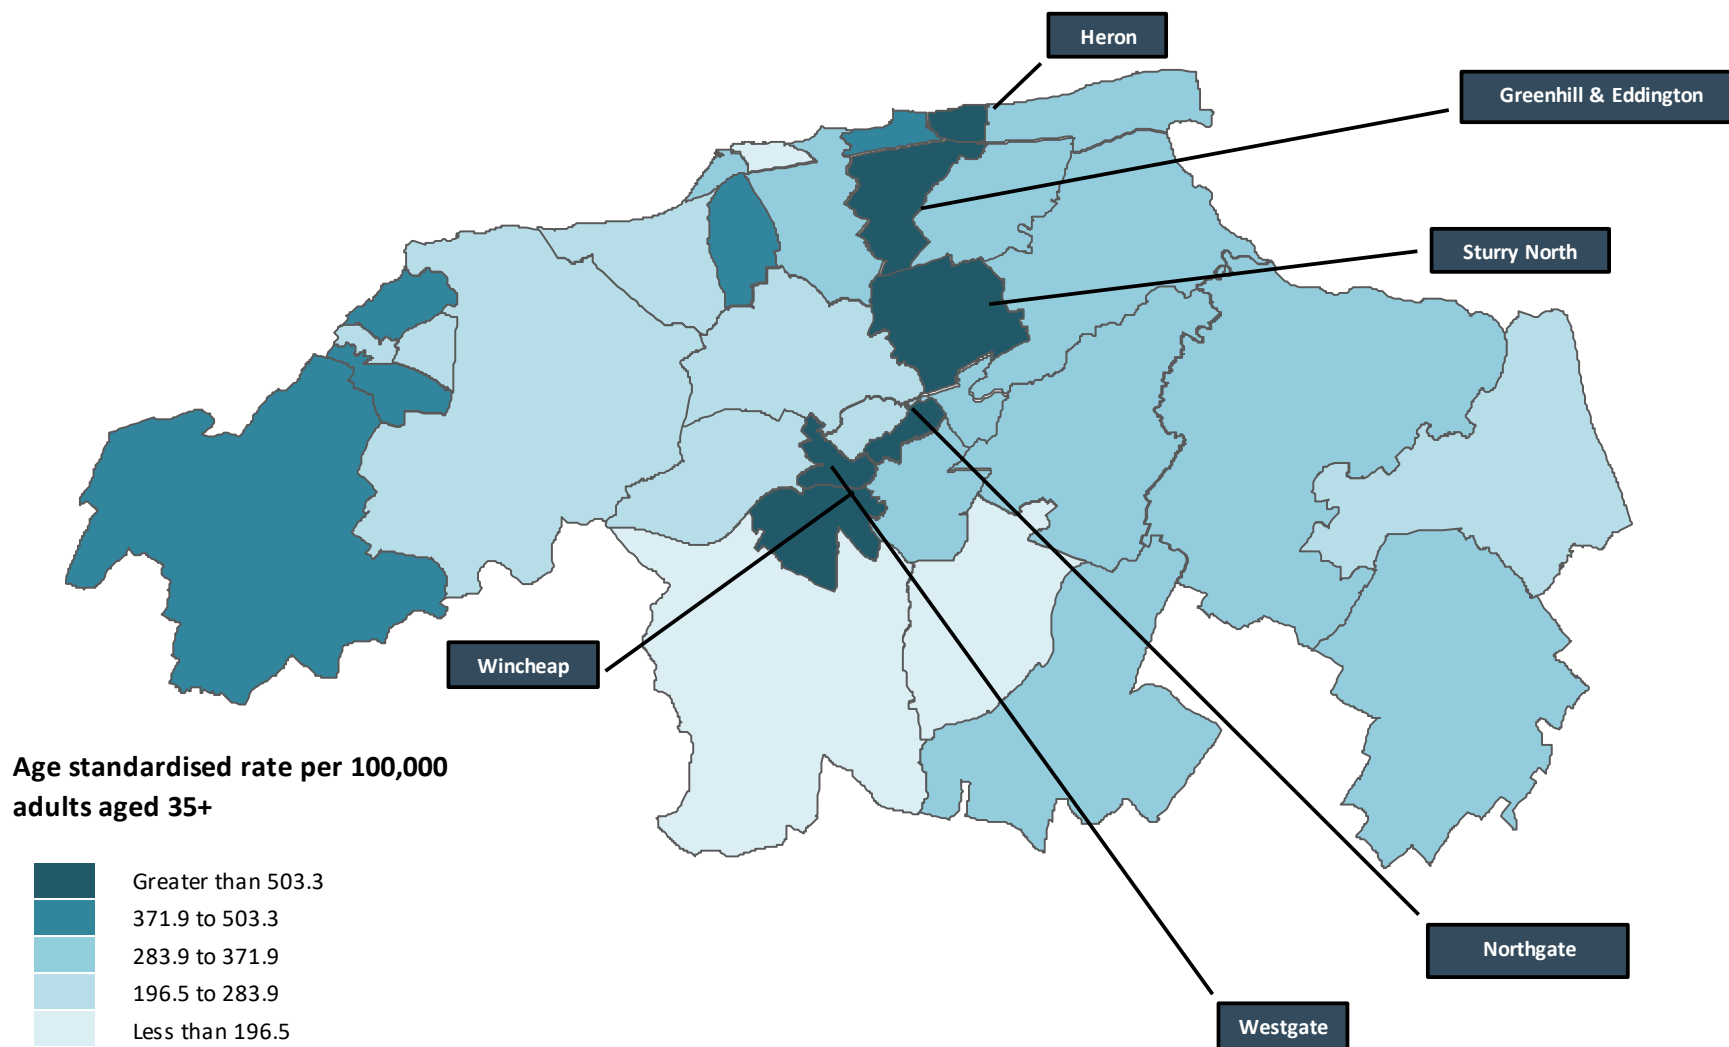 Heron
Greenhill & Eddington
Sturry North
Wincheap
Age standardised rate per 100,000
adults aged 35+
Greater than 503.3
371.9 to 503.3
283.9 to 371.9
196.5 to 283.9
Less than 196.5
Northgate
Westgate